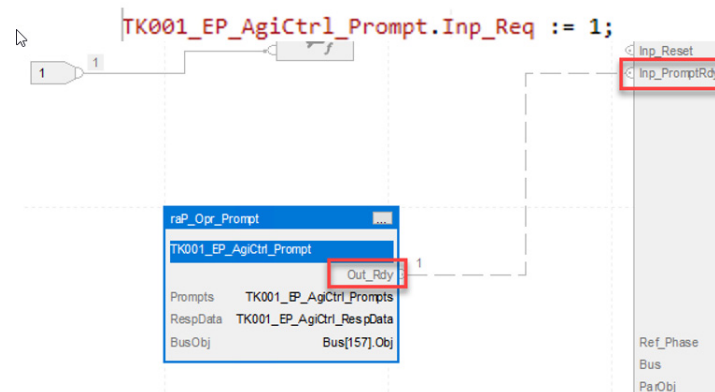 TK001_EP_AgiCtrl_Prompt.Inp_Req := 1;
f
Inp_Reset
1
1
Inp_PromptRdy
raP_Opr_Prompt
...
TK001_EP_AgiCtrl_Prompt
1
Out_Rdy
Prompts TK001_EP_AgiCtrl_Prompts
RespData TK001_EP_AgiCtrl_RespData
BusObj Bus[157].Obj
Ref_Phase
Bus
ParObj